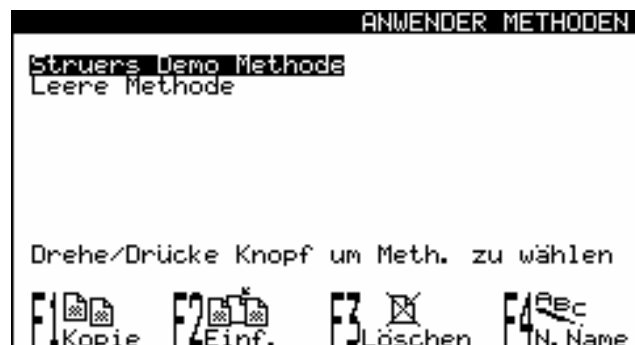 ANWENDER METHODEN
Struers Demo Methode
Leere Methode
Drehe/Drücke Knopf um Meth. zu wählen
F1 Kopie F2 Einf. F3 Löschen F4 ABC N. Name